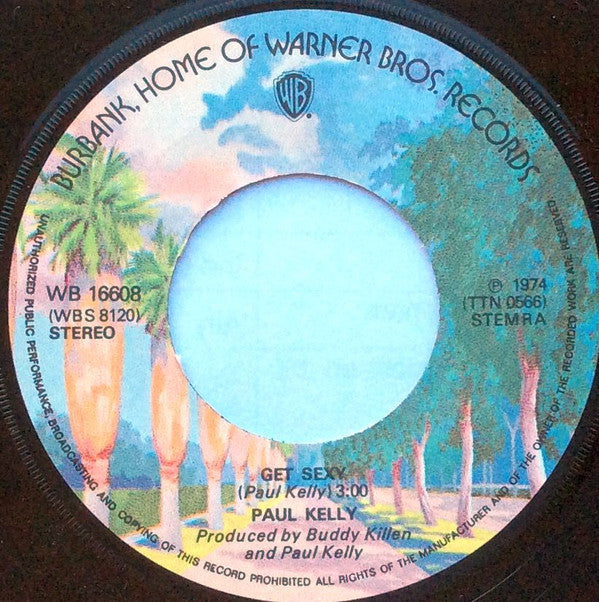 BURBANK, HOME OF WARNER BROS. RECORDS
WB
WB 16608
(WBS 8120)
STEREO
℗ 1974
(TTN 0566)
STEMRA
GET SEXY
(Paul Kelly) 3:00
PAUL KELLY
Produced by Buddy Killen
and Paul Kelly
UNAUTHORIZED PUBLIC PERFORMANCE, BROADCASTING AND COPYING OF THIS RECORD PROHIBITED ALL RIGHTS OF THE MANUFACTURER AND OF THE OWNER OF THE RECORDED WORK ARE RESERVED